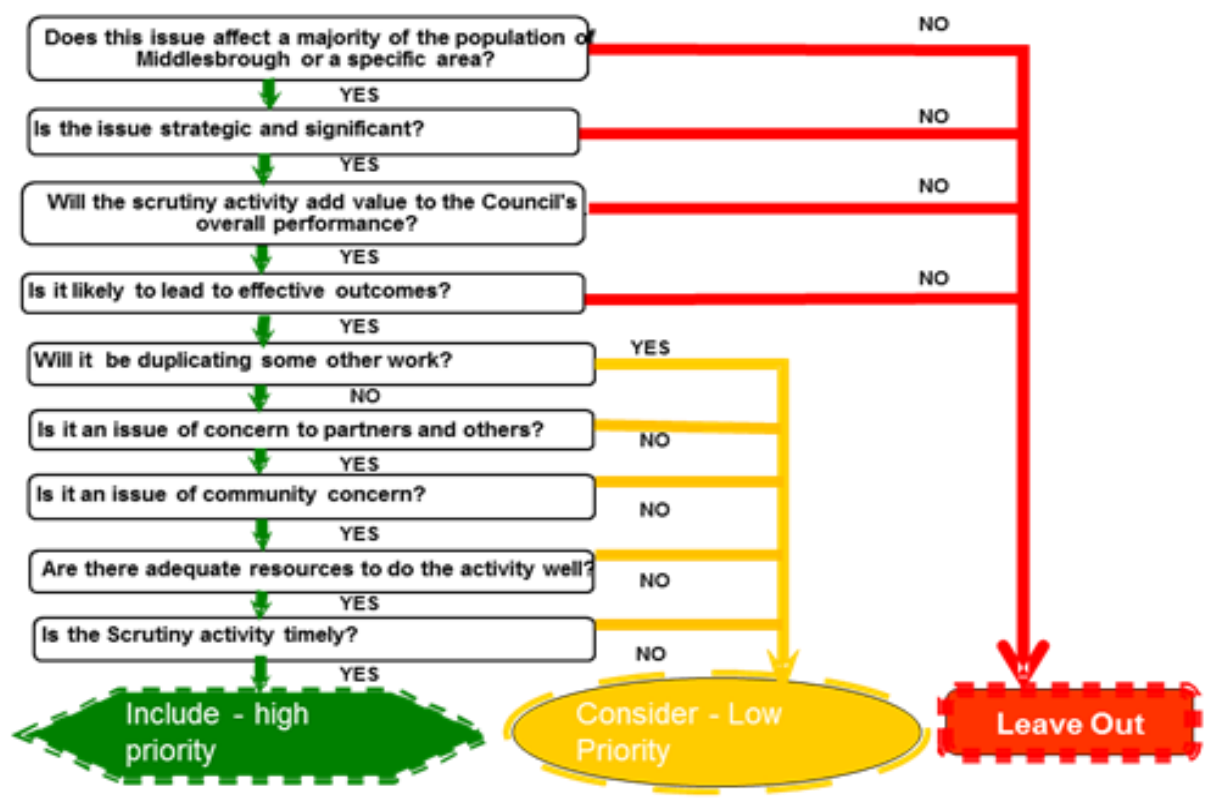 Does this issue affect a majority of the population of
Middlesbrough or a specific area?
NO
YES
Is the issue strategic and significant?
NO
YES
Will the scrutiny activity add value to the Council's
overall performance?
NO
YES
Is it likely to lead to effective outcomes?
NO
YES
Will it be duplicating some other work?
YES
NO
Is it an issue of concern to partners and others?
NO
YES
Is it an issue of community concern?
NO
YES
Are there adequate resources to do the activity well?
NO
YES
Is the Scrutiny activity timely?
NO
YES
Include - high
priority
Consider - Low
Priority
Leave Out